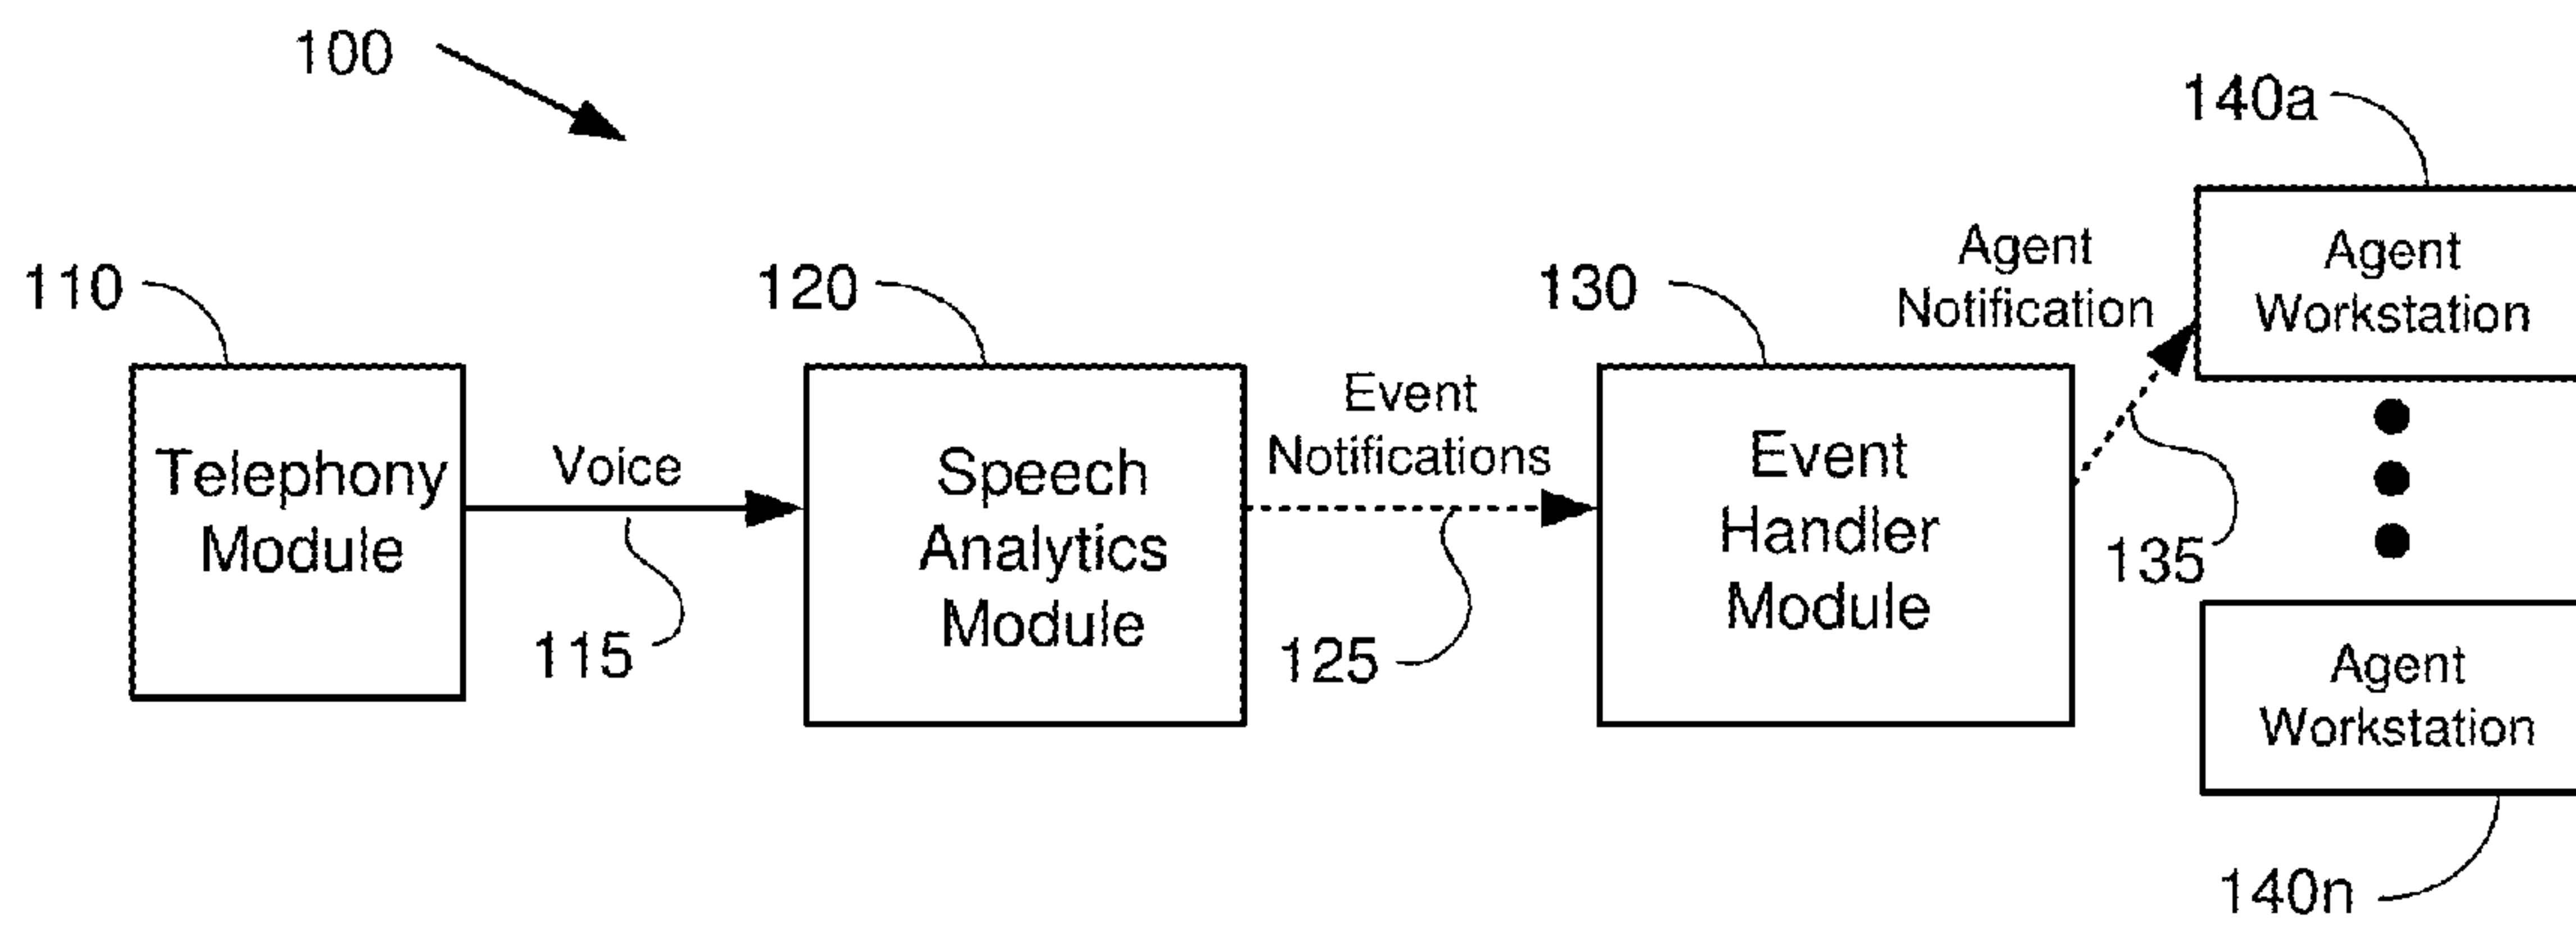 100
140a
110
120
130
Agent
Notification
Agent
Workstation
Telephony
Module
Voice
115
Speech
Analytics
Module
Event
Notifications
125
Event
Handler
Module
135
Agent
Workstation
140n